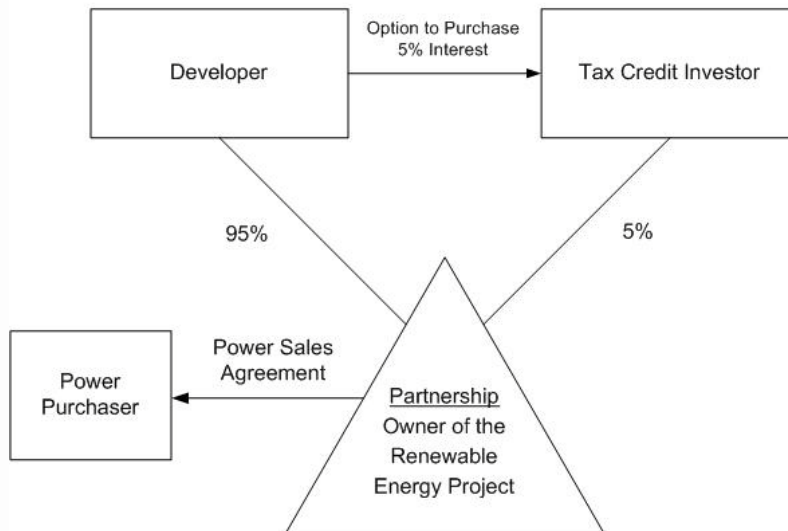 Option to Purchase
5% Interest
Developer
Tax Credit Investor
95%
5%
Power Sales
Agreement
Power
Purchaser
Partnership
Owner of the
Renewable
Energy Project